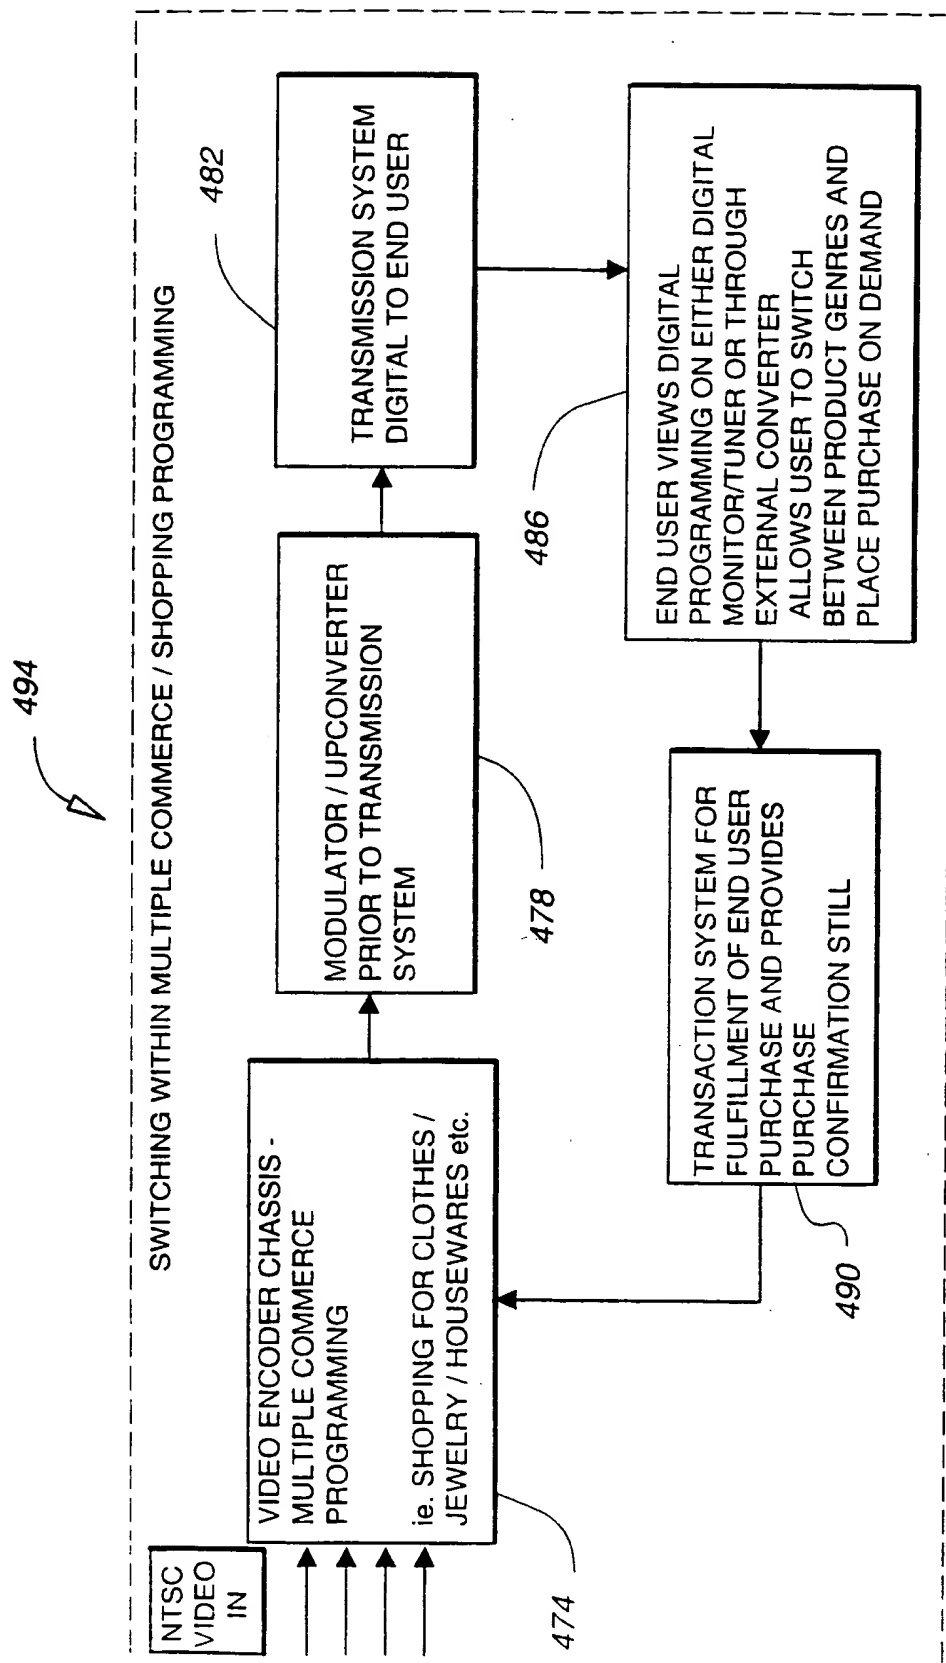 494
SWITCHING WITHIN MULTIPLE COMMERCE / SHOPPING PROGRAMMING
NTSC
VIDEO
IN
VIDEO ENCODER CHASSIS -
MULTIPLE COMMERCE
PROGRAMMING
ie. SHOPPING FOR CLOTHES /
JEWELRY / HOUSEWARES etc.
474
MODULATOR / UPCONVERTER
PRIOR TO TRANSMISSION
SYSTEM
478
TRANSMISSION SYSTEM
DIGITAL TO END USER
482
END USER VIEWS DIGITAL
PROGRAMMING ON EITHER DIGITAL
MONITOR/TUNER OR THROUGH
EXTERNAL CONVERTER
ALLOWS USER TO SWITCH
BETWEEN PRODUCT GENRES AND
PLACE PURCHASE ON DEMAND
486
TRANSACTION SYSTEM FOR
FULFILLMENT OF END USER
PURCHASE AND PROVIDES
PURCHASE
CONFIRMATION STILL
490